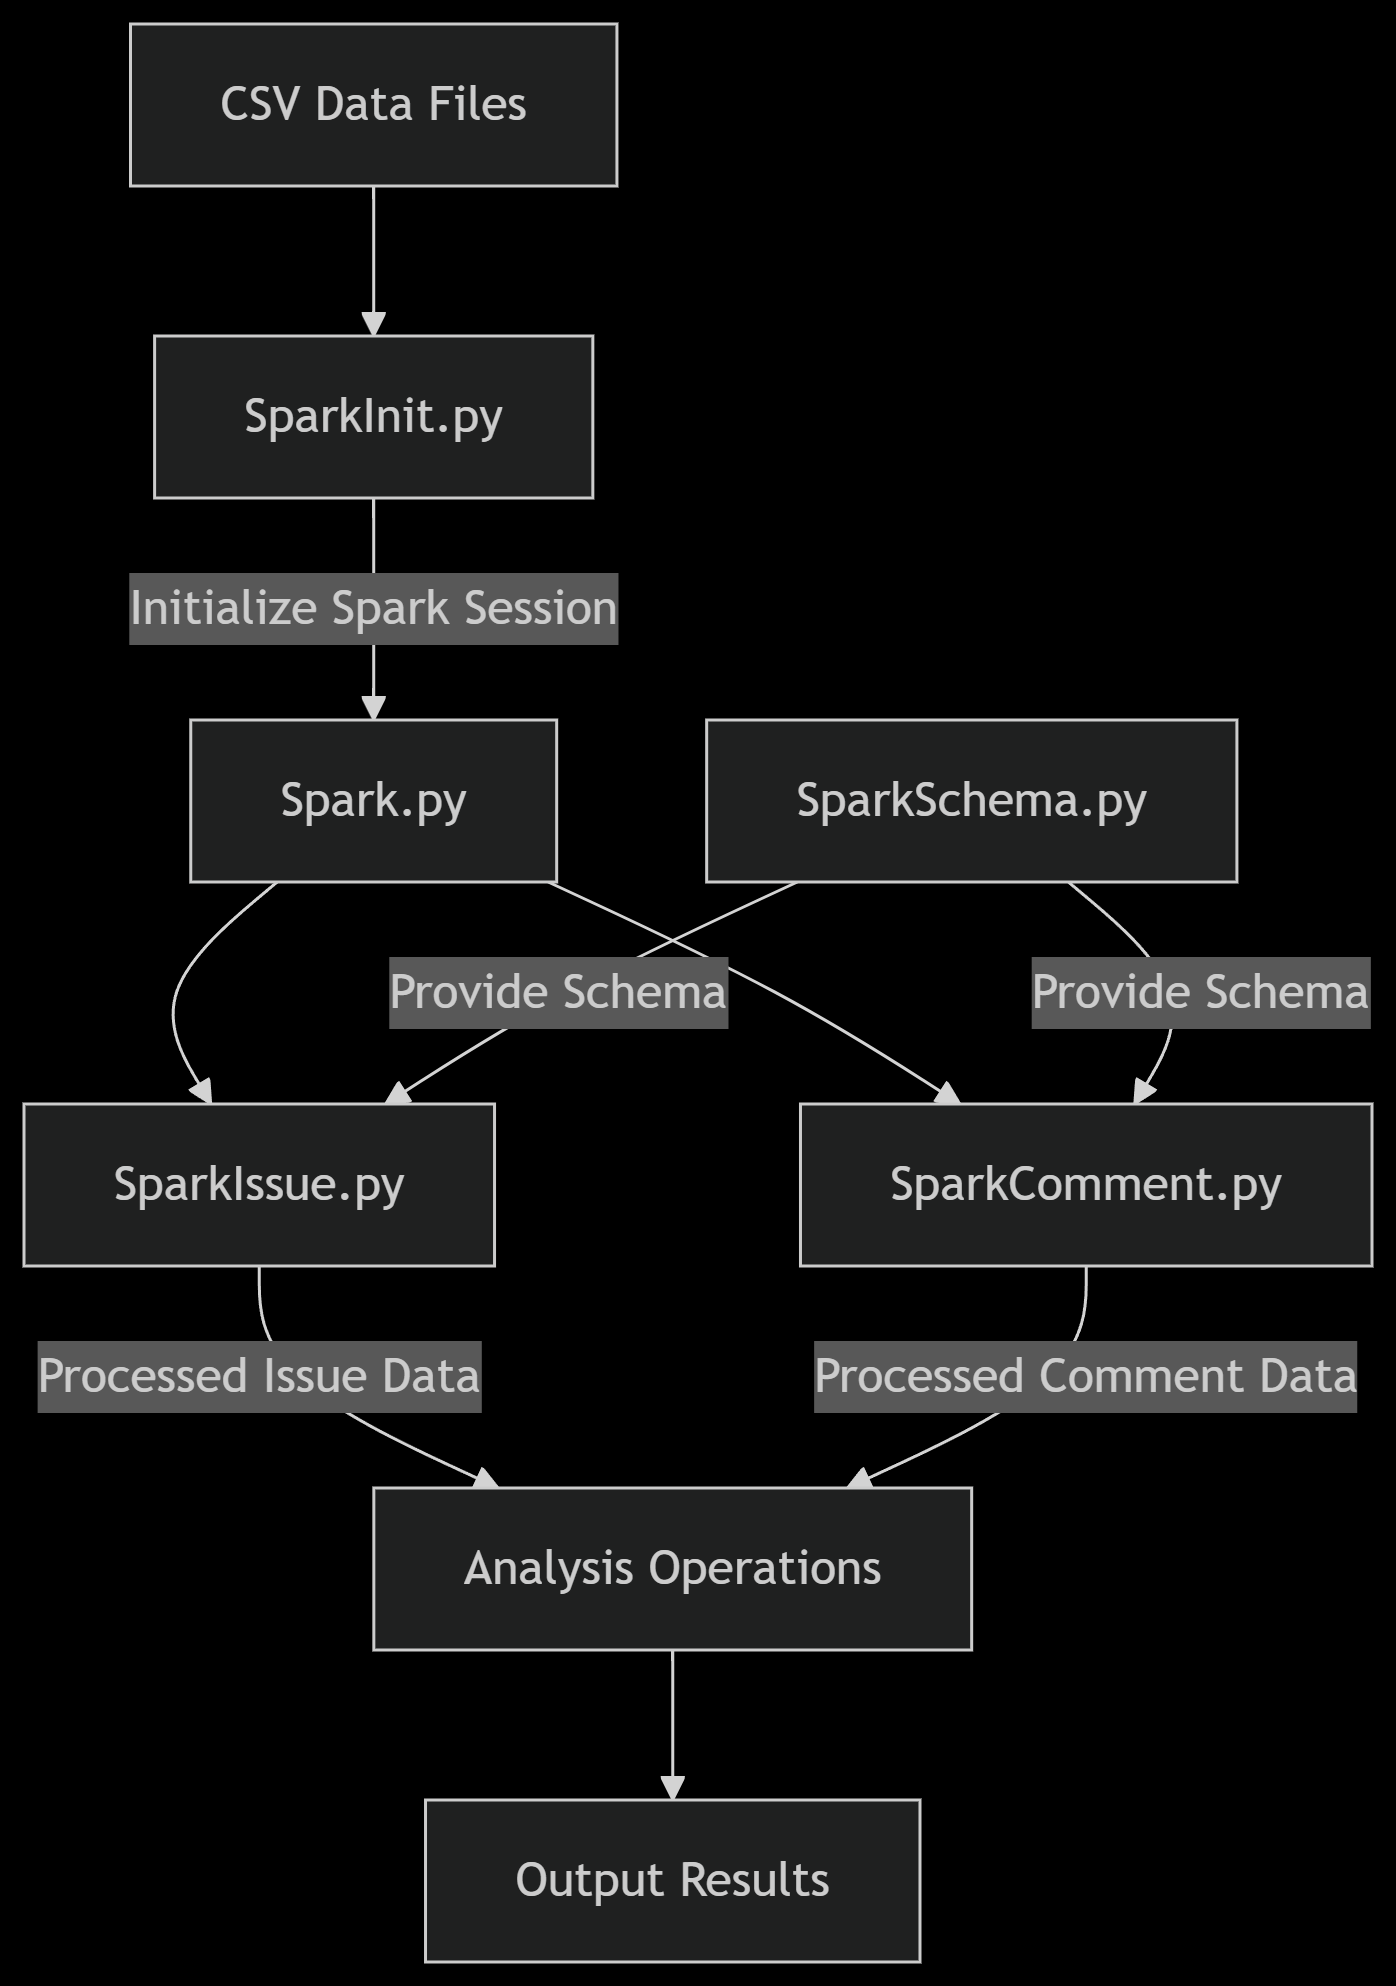 CSV Data Files
SparkInit.py
Initialize Spark Session
Spark.py
SparkSchema.py
Provide Schema
Provide Schema
SparkIssue.py
SparkComment.py
Processed Issue Data
Processed Comment Data
Analysis Operations
Output Results